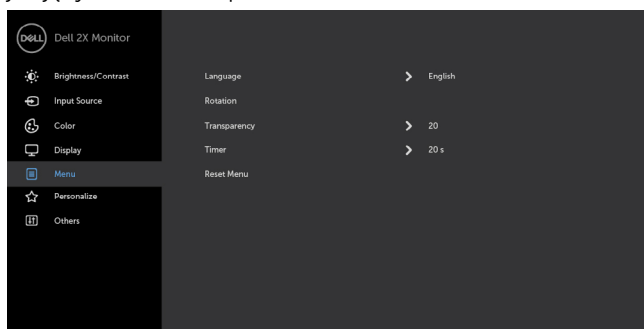 DELL Dell 2X Monitor
Brightness/Contrast
Input Source
Color
Display
Menu
Personalize
Others
Language English
Rotation
Transparency 20
Timer 20 s
Reset Menu